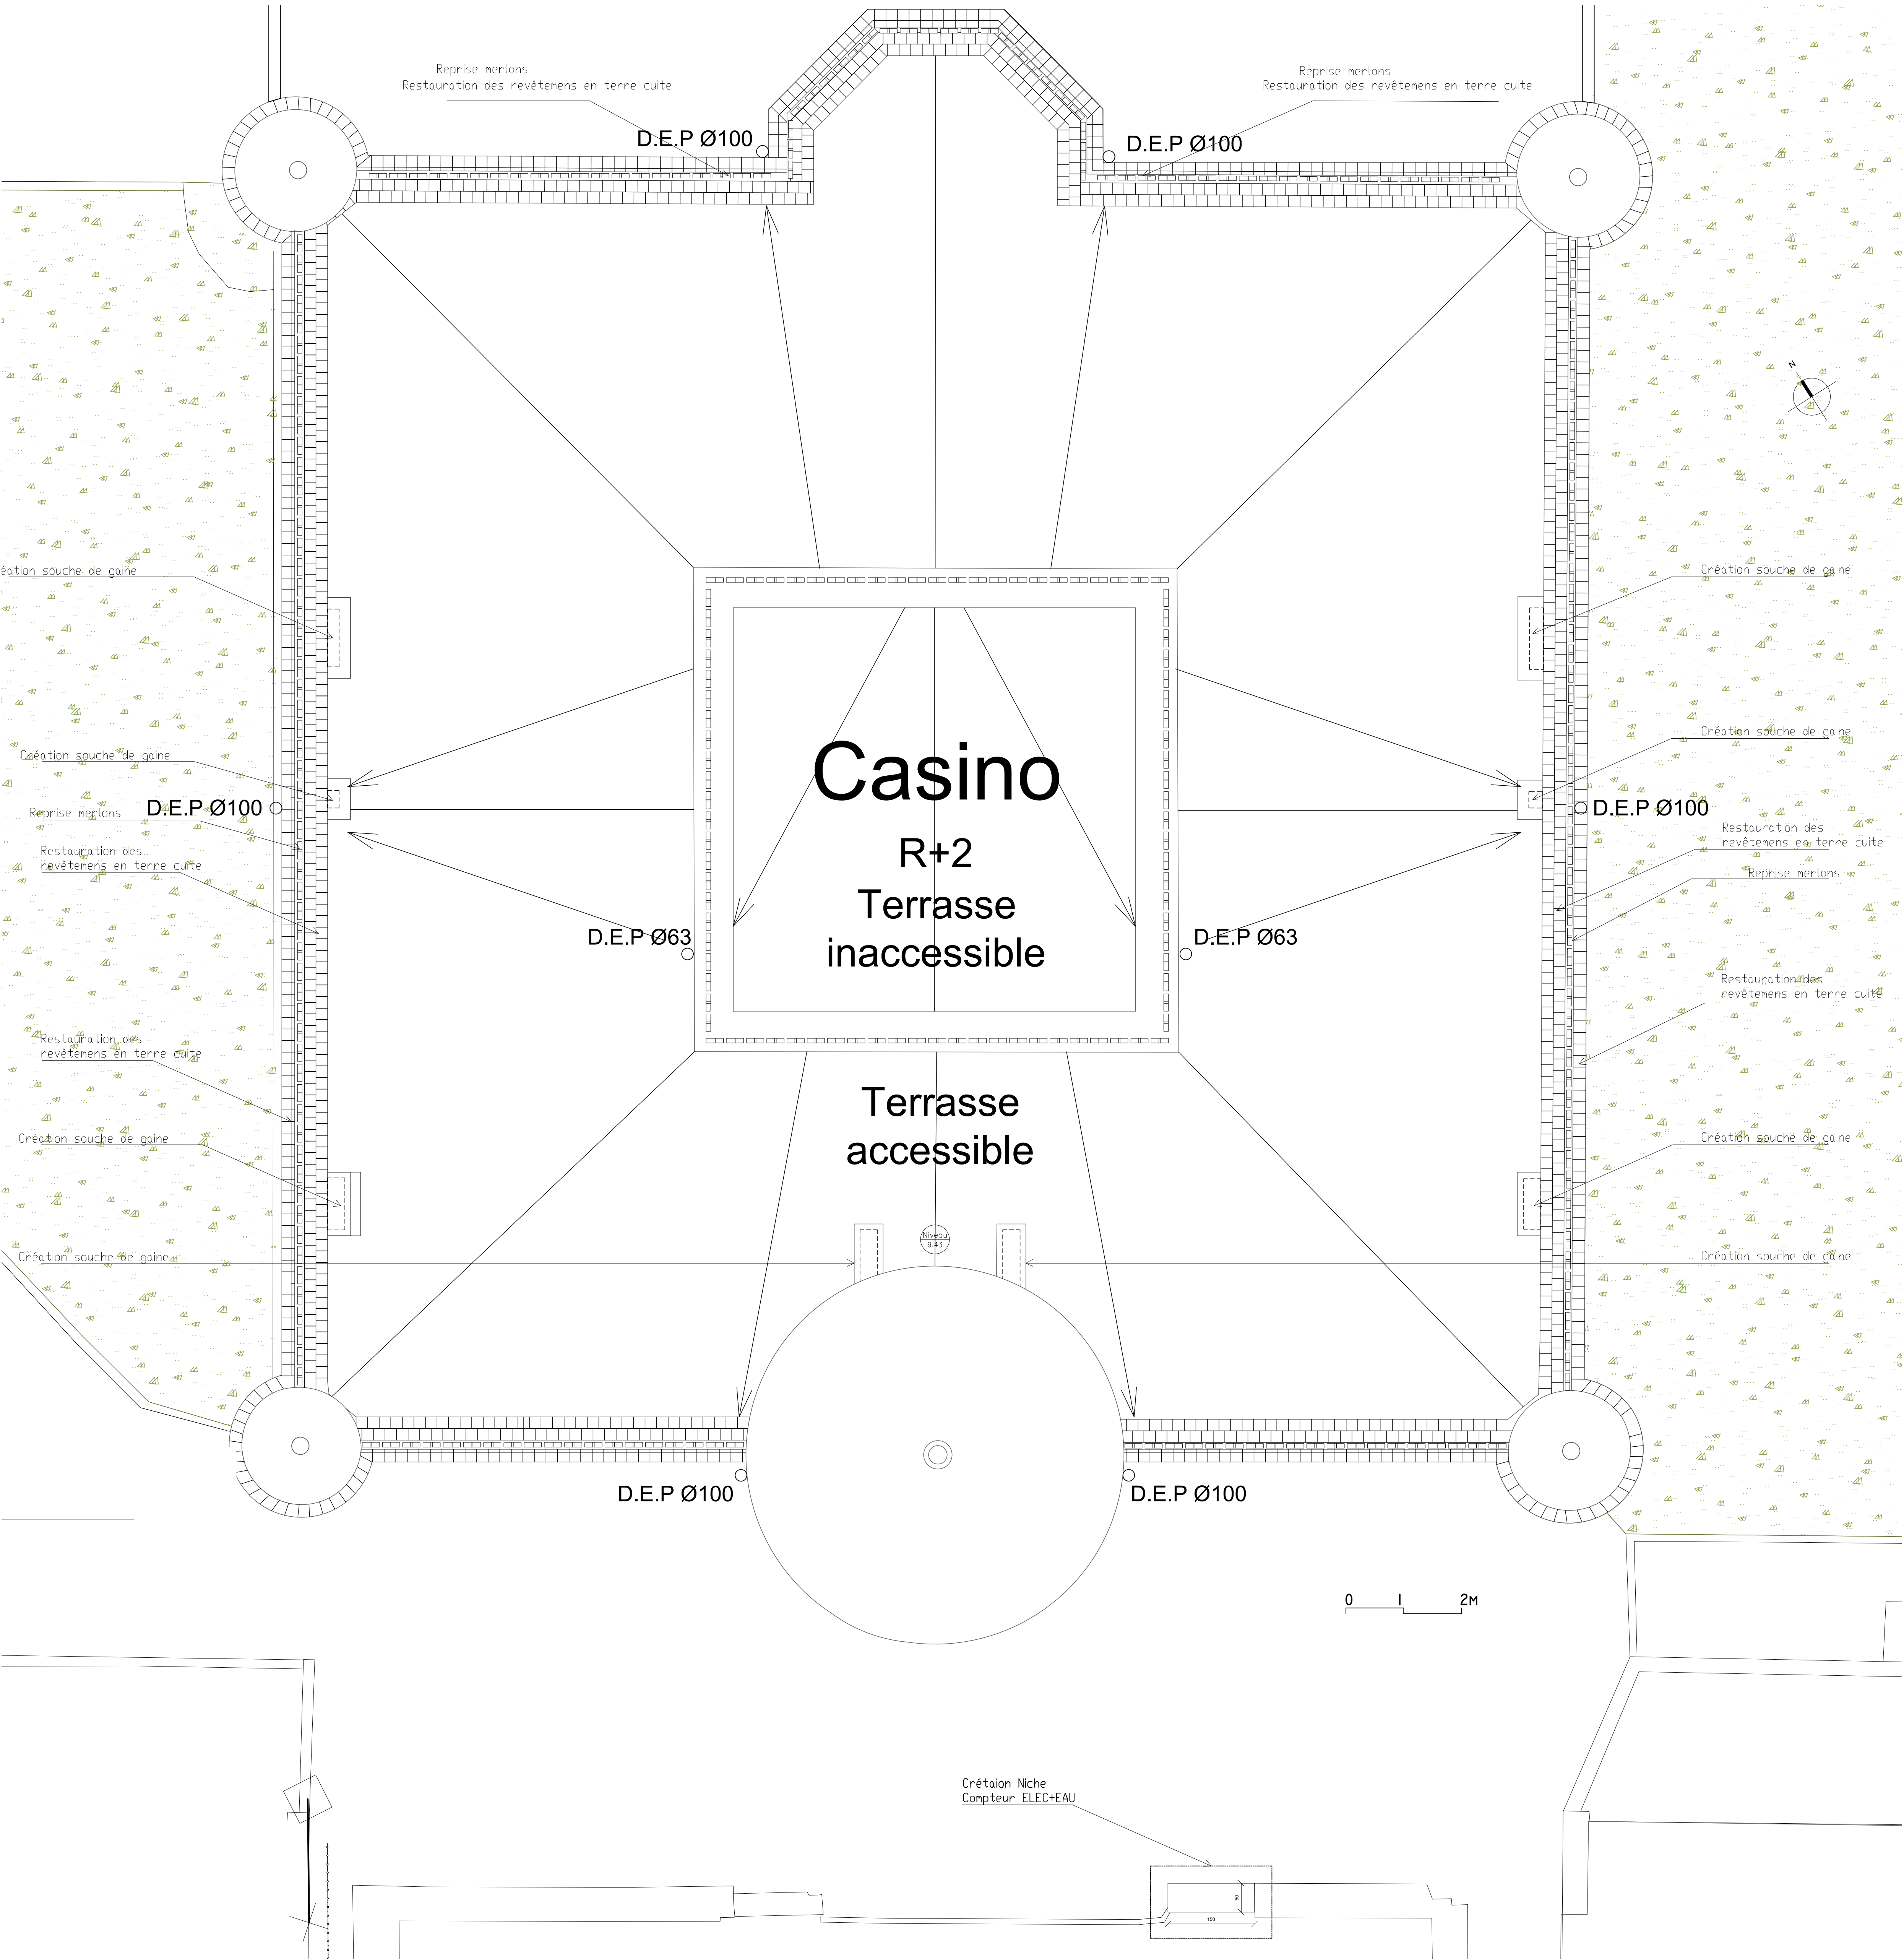 Reprise merlons
Restauration des revêtemens en terre cuite
Reprise merlons
Restauration des revêtemens en terre cuite
D.E.P Ø100
D.E.P Ø100
N
éation souche de gaine
Création souche de gaine
Création souche de gaine
Création souche de gaine
Casino
R+2
Terrasse
inaccessible
Reprise merlons
D.E.P Ø100
D.E.P Ø100
Restauration des
revêtemens en terre cuite
Restauration des
revêtemens en terre cuite
Reprise merlons
D.E.P Ø63
D.E.P Ø63
Restauration des
revêtemens en terre cuite
Restauration des
revêtemens en terre cuite
Terrasse
accessible
Création souche de gaine
Création souche de gaine
Niveau
9.43
Création souche de gaine
Création souche de gaine
D.E.P Ø100
D.E.P Ø100
0 1 2M
Crétaion Niche
Compteur ELEC+EAU
50
150